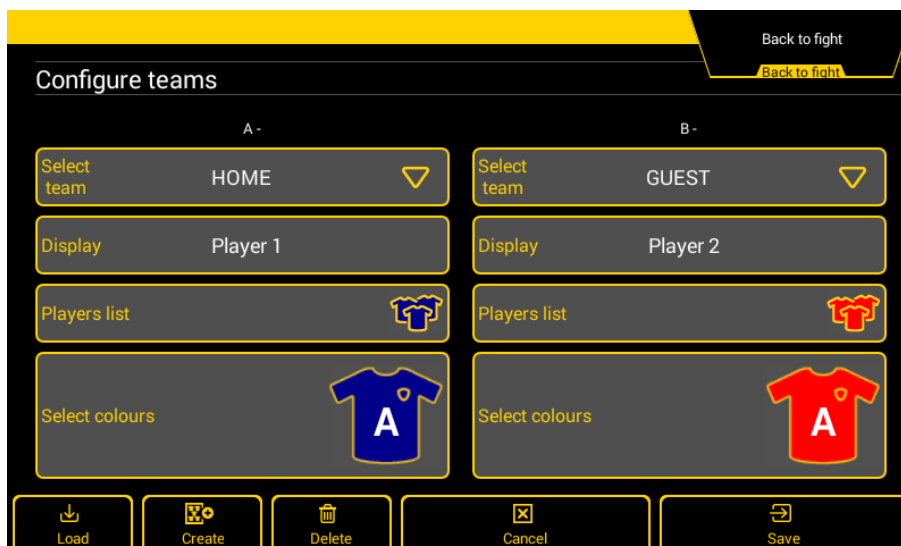 Back to fight
Back to fight
Configure teams
A -
B -
Select team
HOME
Select team
GUEST
Display
Player 1
Display
Player 2
Players list
Players list
Select colours
A
Select colours
A
Load
Create
Delete
Cancel
Save